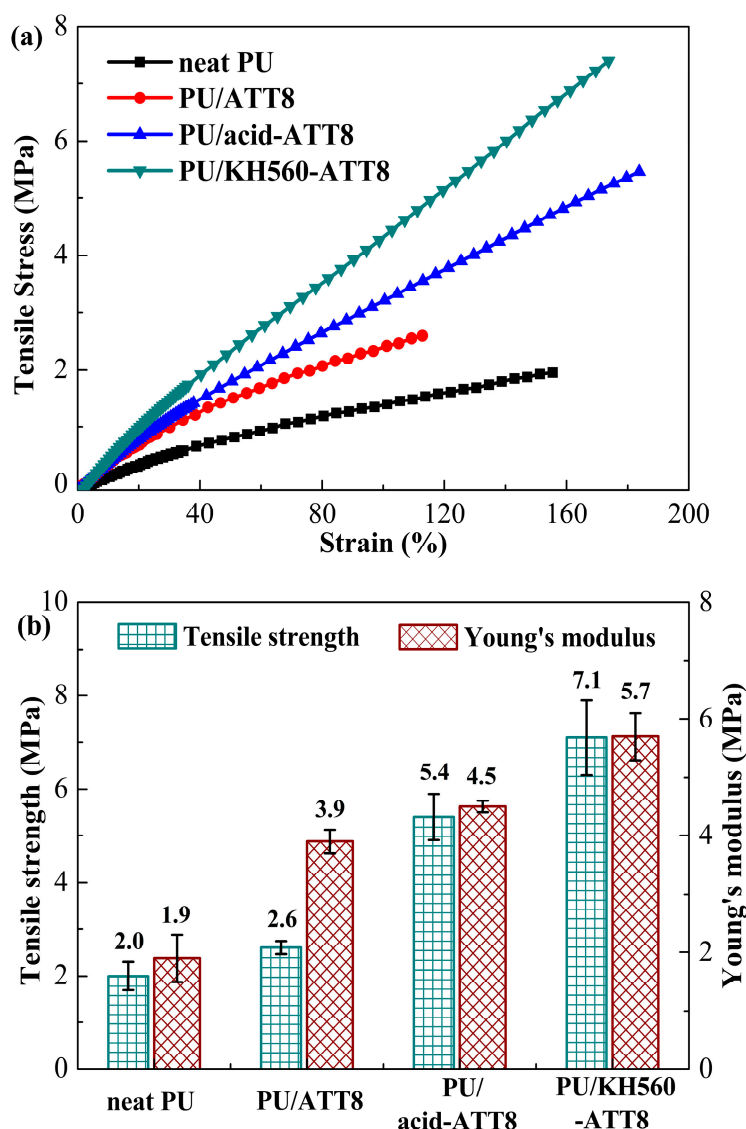 (a)
neat PU
PU/ATT8
PU/acid-ATT8
PU/KH560-ATT8
Tensile Stress (MPa)
8
6
4
2
0
0 40 80 120 160 200
Strain (%)
(b)
Tensile strength
Young's modulus
Tensile strength (MPa)
10
8
6
4
2
0
2.0 1.9 2.6 3.9 5.4 4.5 7.1 5.7
8
6
4
2
0
Young's modulus (MPa)
neat PU
PU/ATT8
PU/
acid-ATT8
PU/KH560
-ATT8